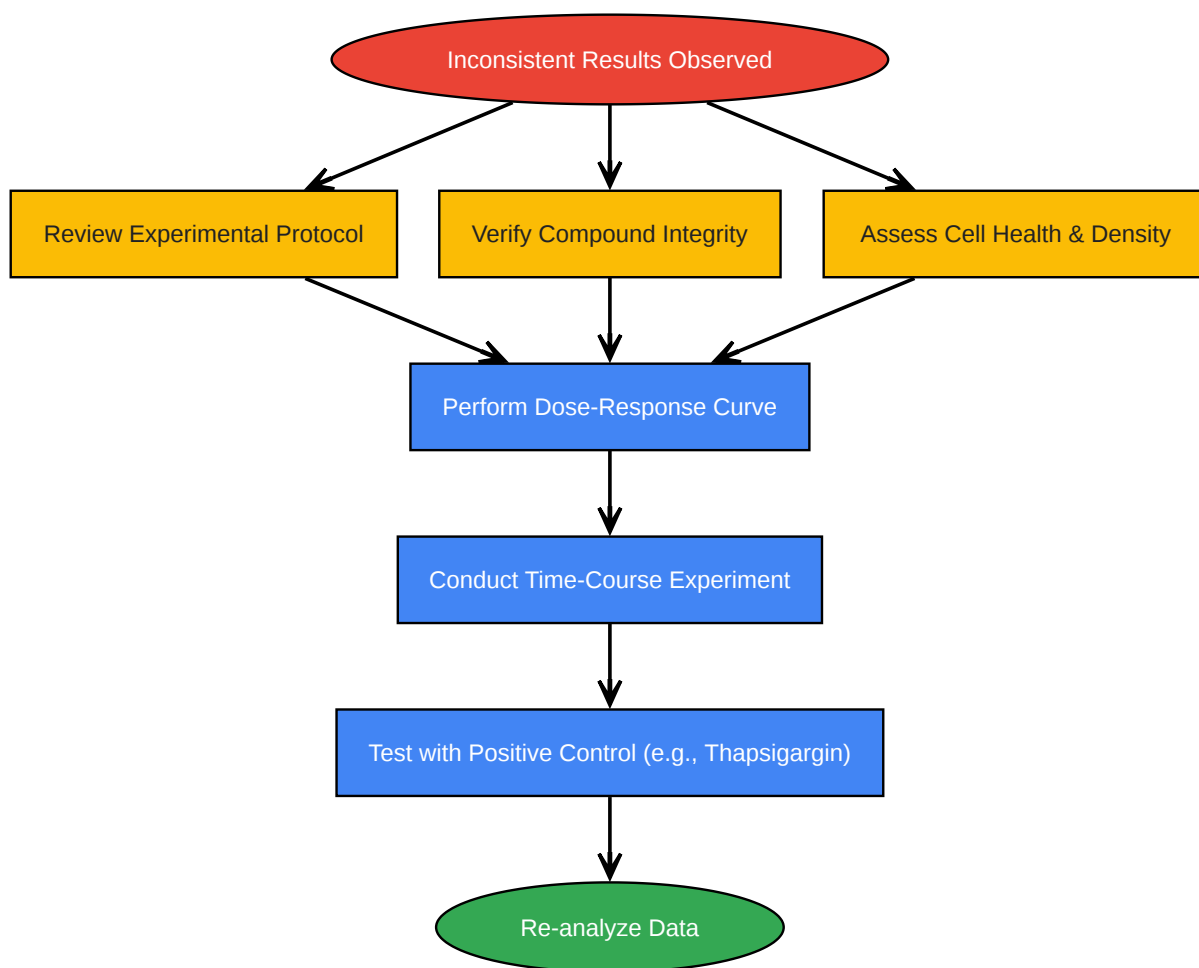 Inconsistent Results Observed
Review Experimental Protocol
Verify Compound Integrity
Assess Cell Health & Density
Perform Dose-Response Curve
Conduct Time-Course Experiment
Test with Positive Control (e.g., Thapsigargin)
Re-analyze Data